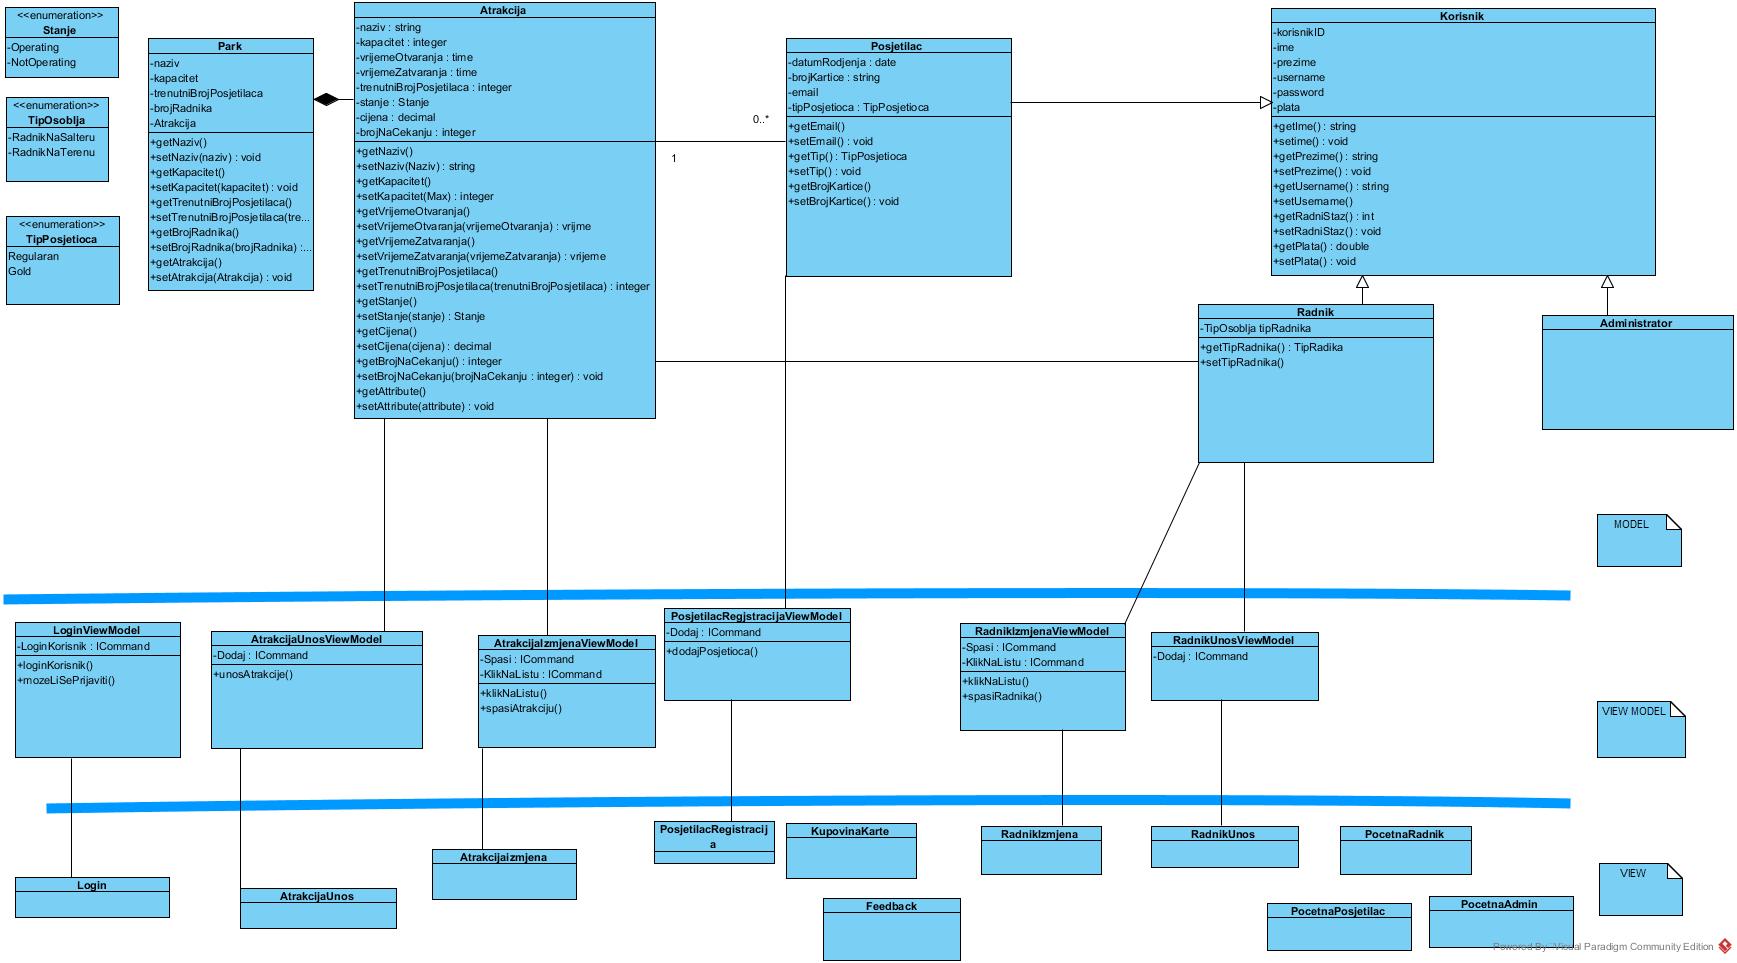 <<enumeration>>
Stanje
-Operating
-NotOperating
<<enumeration>>
TipOsoblja
-RadnikNaSalteru
-RadnikNaTerenu
<<enumeration>>
TipPosjetioca
Regularan
Gold
Park
-naziv
-kapacitet
-trenutniBrojPosjetilaca
-brojRadnika
-Atrakcija
+getNaziv()
+setNaziv(naziv) : void
+getKapacitet()
+setKapacitet(kapacitet) : void
+getTrenutniBrojPosjetilaca()
+setTrenutniBrojPosjetilaca(tre...
+getBrojRadnika()
+setBrojRadnika(brojRadnika) :...
+getAtrakcija()
+setAtrakcija(Atrakcija) : void
Atrakcija
-naziv : string
-kapacitet : integer
-vrijemeOtvaranja : time
-vrijemeZatvaranja : time
-trenutniBrojPosjetilaca : integer
-stanje : Stanje
-cijena : decimal
-brojNaCekanju : integer
+getNaziv()
+setNaziv(Naziv) : string
+getKapacitet()
+setKapacitet(Max) : integer
+getVrijemeOtvaranja()
+setVrijemeOtvaranja(vrijemeOtvaranja) : vrijme
+getVrijemeZatvaranja()
+setVrijemeZatvaranja(vrijemeZatvaranja) : vrijeme
+getTrenutniBrojPosjetilaca()
+setTrenutniBrojPosjetilaca(trenutniBrojPosjetilaca) : integer
+getStanje()
+setStanje(stanje) : Stanje
+getCijena()
+setCijena(cijena) : decimal
+getBrojNaCekanju() : integer
+setBrojNaCekanju(brojNaCekanju : integer) : void
+getAttribute()
+setAttribute(attribute) : void
0..*
1
Posjetilac
-datumRodjenja : date
-brojKartice : string
-email
-tipPosjetioca : TipPosjetioca
+getEmail()
+setEmail() : void
+getTip() : TipPosjetioca
+setTip() : void
+getBrojKartice()
+setBrojKartice() : void
Korisnik
-korisnikID
-ime
-prezime
-username
-password
-plata
+getIme() : string
+setime() : void
+getPrezime() : string
+setPrezime() : void
+getUsername() : string
+setUsername()
+getRadniStaz() : int
+setRadniStaz() : void
+getPlata() : double
+setPlata() : void
Radnik
-TipOsoblja tipRadnika
+getTipRadnika() : TipRadika
+setTipRadnika()
Administrator
MODEL
LoginViewModel
-LoginKorisnik : ICommand
+loginKorisnik()
+mozeLiSePrijaviti()
AtrakcijaUnosViewModel
-Dodaj : ICommand
+unosAtrakcije()
AtrakcijaIzmjenaViewModel
-Spasi : ICommand
-KlikNaListu : ICommand
+klikNaListu()
+spasiAtrakciju()
PosjetilacRegjstracijaViewModel
-Dodaj : ICommand
+dodajPosjetioca()
RadnikIzmjenaViewModel
-Spasi : ICommand
-KlikNaListu : ICommand
+klikNaListu()
+spasiRadnika()
RadnikUnosViewModel
-Dodaj : ICommand
VIEW MODEL
Login
AtrakcijaUnos
Atrakcijaizmjena
PosjetilacRegistracij
a
KupovinaKarte
Feedback
RadnikIzmjena
RadnikUnos
PocetnaRadnik
PocetnaPosjetilac
PocetnaAdmin
VIEW
Powered By Visual Paradigm Community Edition